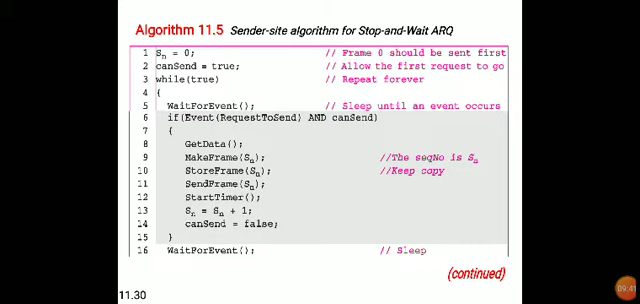 Algorithm 11.5 Sender-site algorithm for Stop-and-Wait ARQ
1 Sn = 0; // Frame 0 should be sent first
2 canSend = true; // Allow the first request to go
3 while(true) // Repeat forever
4 {
5 WaitForEvent(); // Sleep until an event occurs
6 if(Event(RequestToSend) AND canSend)
7 {
8 GetData();
9 MakeFrame(Sn); //The seqNo is Sn
10 StoreFrame(Sn); //Keep copy
11 SendFrame(Sn);
12 StartTimer();
13 Sn = Sn + 1;
14 canSend = false;
15 }
16 WaitForEvent(); // Sleep
(continued)
11.30
09:41